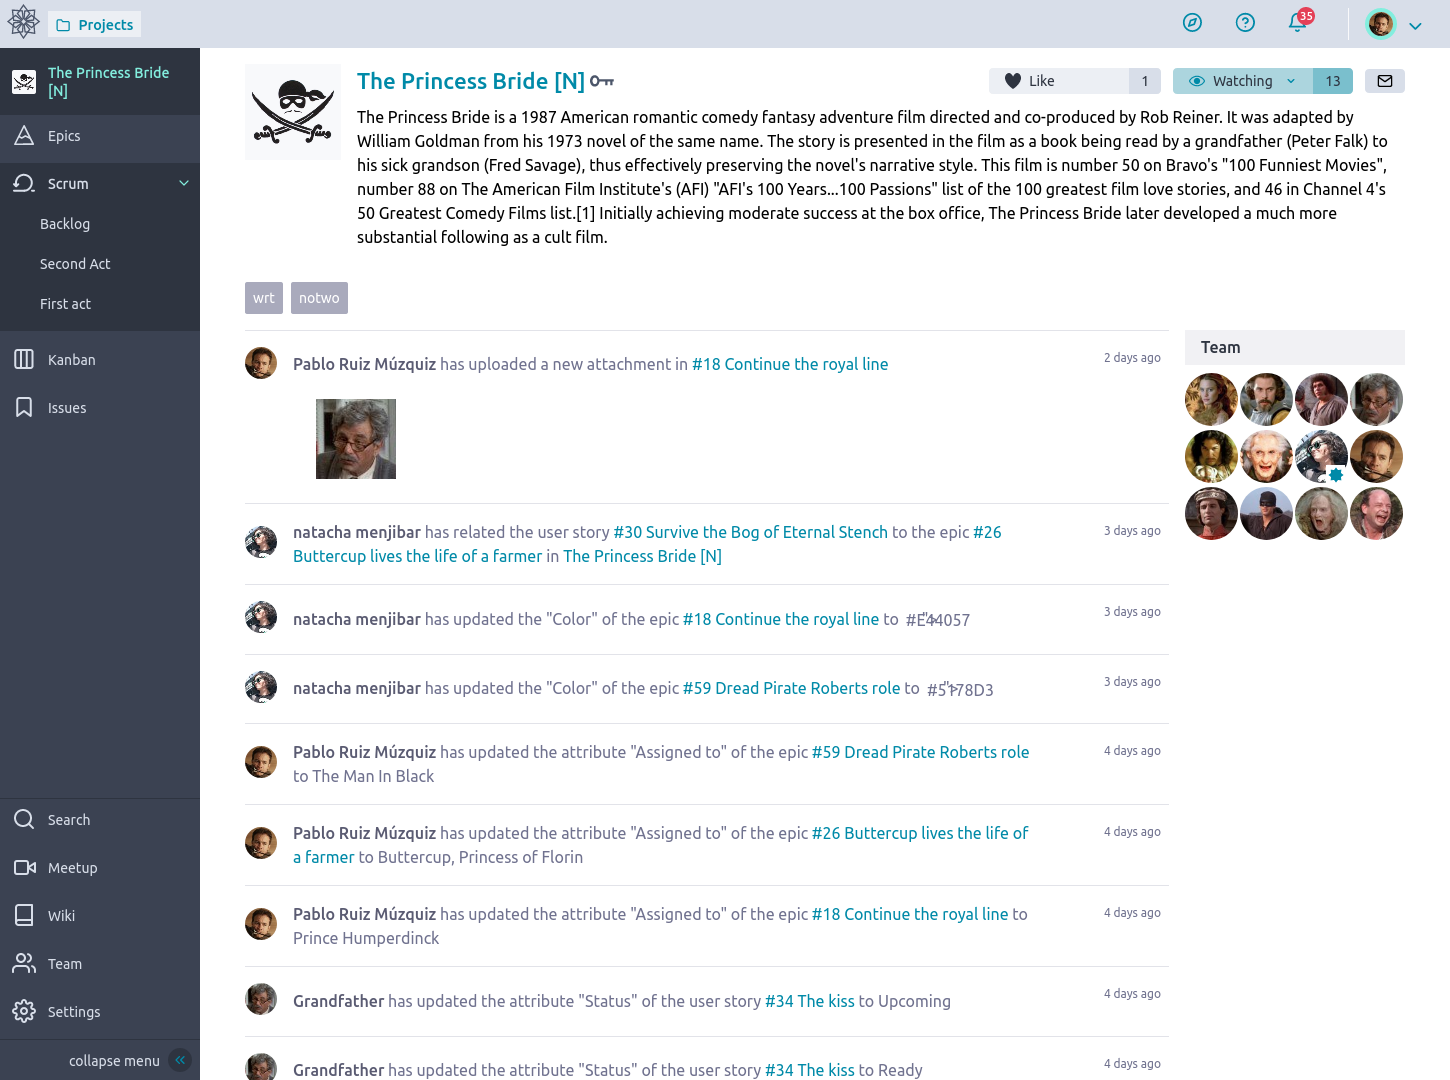 Projects
35
The Princess Bride
[N]
Epics
Scrum
Backlog
Second Act
First act
Kanban
Issues
Search
Meetup
Wiki
Team
Settings
collapse menu
The Princess Bride [N]
Like
1
Watching
13
The Princess Bride is a 1987 American romantic comedy fantasy adventure film directed and co-produced by Rob Reiner. It was adapted by
William Goldman from his 1973 novel of the same name. The story is presented in the film as a book being read by a grandfather (Peter Falk) to
his sick grandson (Fred Savage), thus effectively preserving the novel's narrative style. This film is number 50 on Bravo's "100 Funniest Movies",
number 88 on The American Film Institute's (AFI) "AFI's 100 Years...100 Passions" list of the 100 greatest film love stories, and 46 in Channel 4's
50 Greatest Comedy Films list.[1] Initially achieving moderate success at the box office, The Princess Bride later developed a much more
substantial following as a cult film.
wrt
notwo
Pablo Ruiz Múzquiz has uploaded a new attachment in #18 Continue the royal line
2 days ago
natacha menjibar has related the user story #30 Survive the Bog of Eternal Stench to the epic #26
Buttercup lives the life of a farmer in The Princess Bride [N]
3 days ago
natacha menjibar has updated the "Color" of the epic #18 Continue the royal line to #E44057
3 days ago
natacha menjibar has updated the "Color" of the epic #59 Dread Pirate Roberts role to #5178D3
3 days ago
Pablo Ruiz Múzquiz has updated the attribute "Assigned to" of the epic #59 Dread Pirate Roberts role
to The Man In Black
4 days ago
Pablo Ruiz Múzquiz has updated the attribute "Assigned to" of the epic #26 Buttercup lives the life of
a farmer to Buttercup, Princess of Florin
4 days ago
Pablo Ruiz Múzquiz has updated the attribute "Assigned to" of the epic #18 Continue the royal line to
Prince Humperdinck
4 days ago
Grandfather has updated the attribute "Status" of the user story #34 The kiss to Upcoming
4 days ago
Grandfather has updated the attribute "Status" of the user story #34 The kiss to Ready
4 days ago
Team